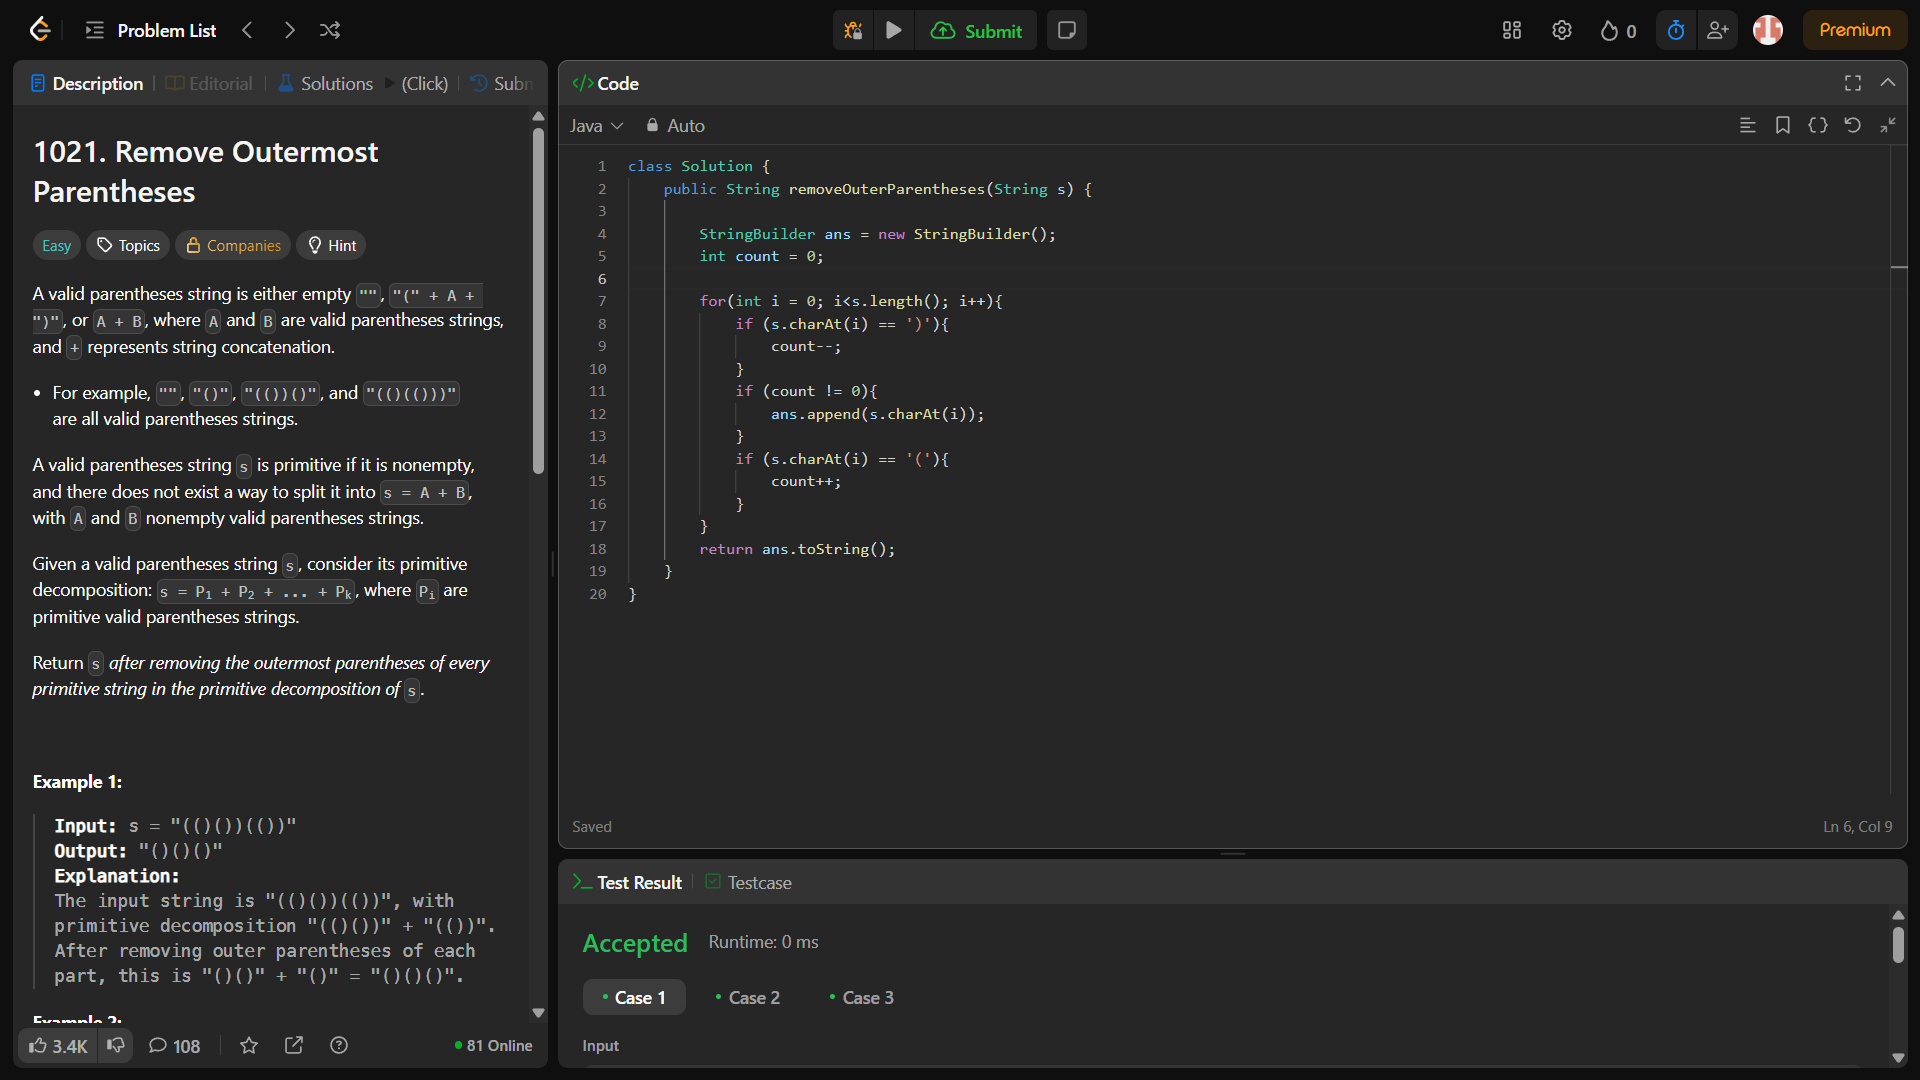 Problem List
Submit
0
Premium
Description
Editorial
Solutions
(Click)
Subm
1021. Remove Outermost
Parentheses
Easy
Topics
Companies
Hint
A valid parentheses string is either empty "", "(" + A +
")", or A + B, where A and B are valid parentheses strings,
and + represents string concatenation.
• For example, "", "()", "(())()", and "(()(()))"
are all valid parentheses strings.
A valid parentheses string s is primitive if it is nonempty,
and there does not exist a way to split it into s = A + B,
with A and B nonempty valid parentheses strings.
Given a valid parentheses string s, consider its primitive
decomposition: s = P1 + P2 + ... + Pk, where Pi are
primitive valid parentheses strings.
Return s after removing the outermost parentheses of every
primitive string in the primitive decomposition of s.
Example 1:
Input: s = "(()())(())"
Output: "()()()"
Explanation:
The input string is "(()())(())", with
primitive decomposition "(()())" + "(())".
After removing outer parentheses of each
part, this is "()()" + "()" = "()()()".
Example 2:
3.4K
108
81 Online
</> Code
Java
Auto
1 class Solution {
2 public String removeOuterParentheses(String s) {
3
4 StringBuilder ans = new StringBuilder();
5 int count = 0;
6
7 for(int i = 0; i<s.length(); i++){
8 if (s.charAt(i) == ')'){
9 count--;
10 }
11 if (count != 0){
12 ans.append(s.charAt(i));
13 }
14 if (s.charAt(i) == '('){
15 count++;
16 }
17 }
18 return ans.toString();
19 }
20 }
Saved
Ln 6, Col 9
Test Result
Testcase
Accepted
Runtime: 0 ms
• Case 1
• Case 2
• Case 3
Input